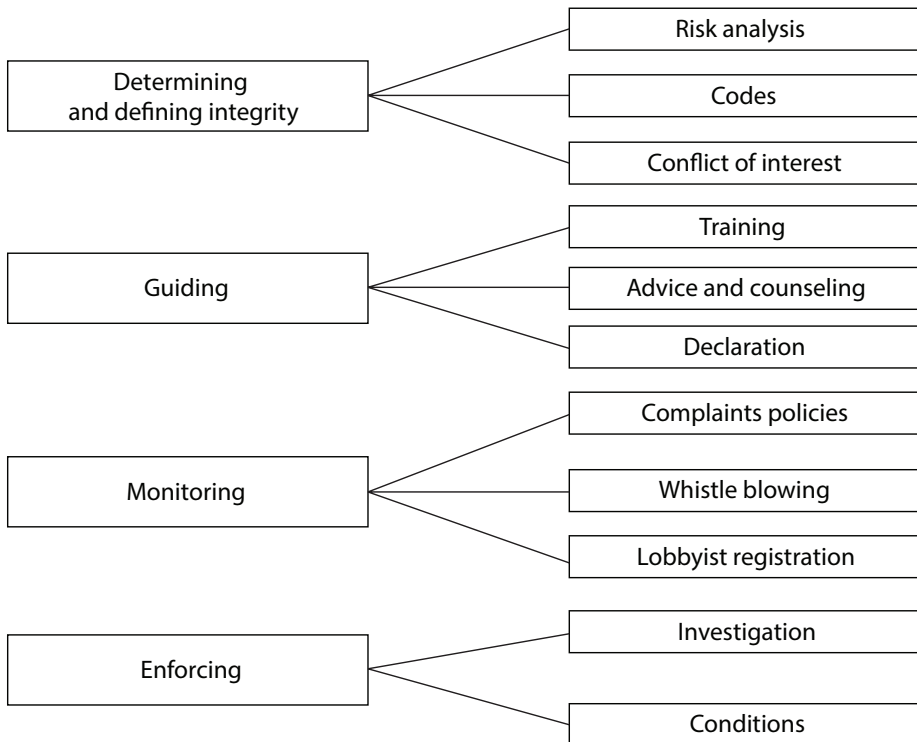 Determining
and defining integrity
Risk analysis
Codes
Conflict of interest
Guiding
Training
Advice and counseling
Declaration
Monitoring
Complaints policies
Whistle blowing
Lobbyist registration
Enforcing
Investigation
Conditions